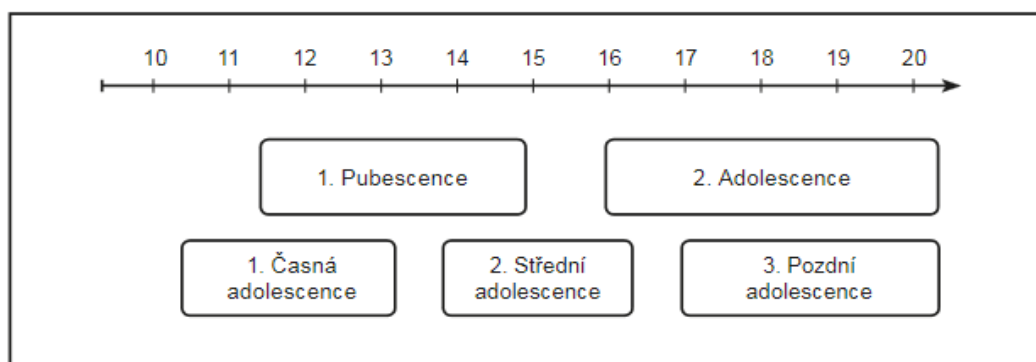 10 11 12 13 14 15 16 17 18 19 20
1. Pubescence 2. Adolescence
1. Časná
adolescence
2. Střední
adolescence
3. Pozdní
adolescence